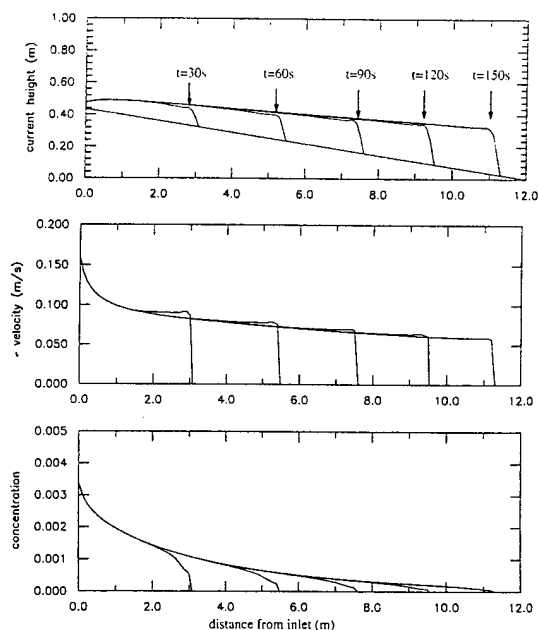 1.00
0.80
0.60
0.40
0.20
0.00
current height (m)
t=30s t=60s t=90s t=120s t=150s
0.0 2.0 4.0 6.0 8.0 10.0 12.0
0.200
0.150
0.100
0.050
0.000
velocity (m/s)
0.0 2.0 4.0 6.0 8.0 10.0 12.0
0.005
0.004
0.003
0.002
0.001
0.000
concentration
0.0 2.0 4.0 6.0 8.0 10.0 12.0
distance from inlet (m)